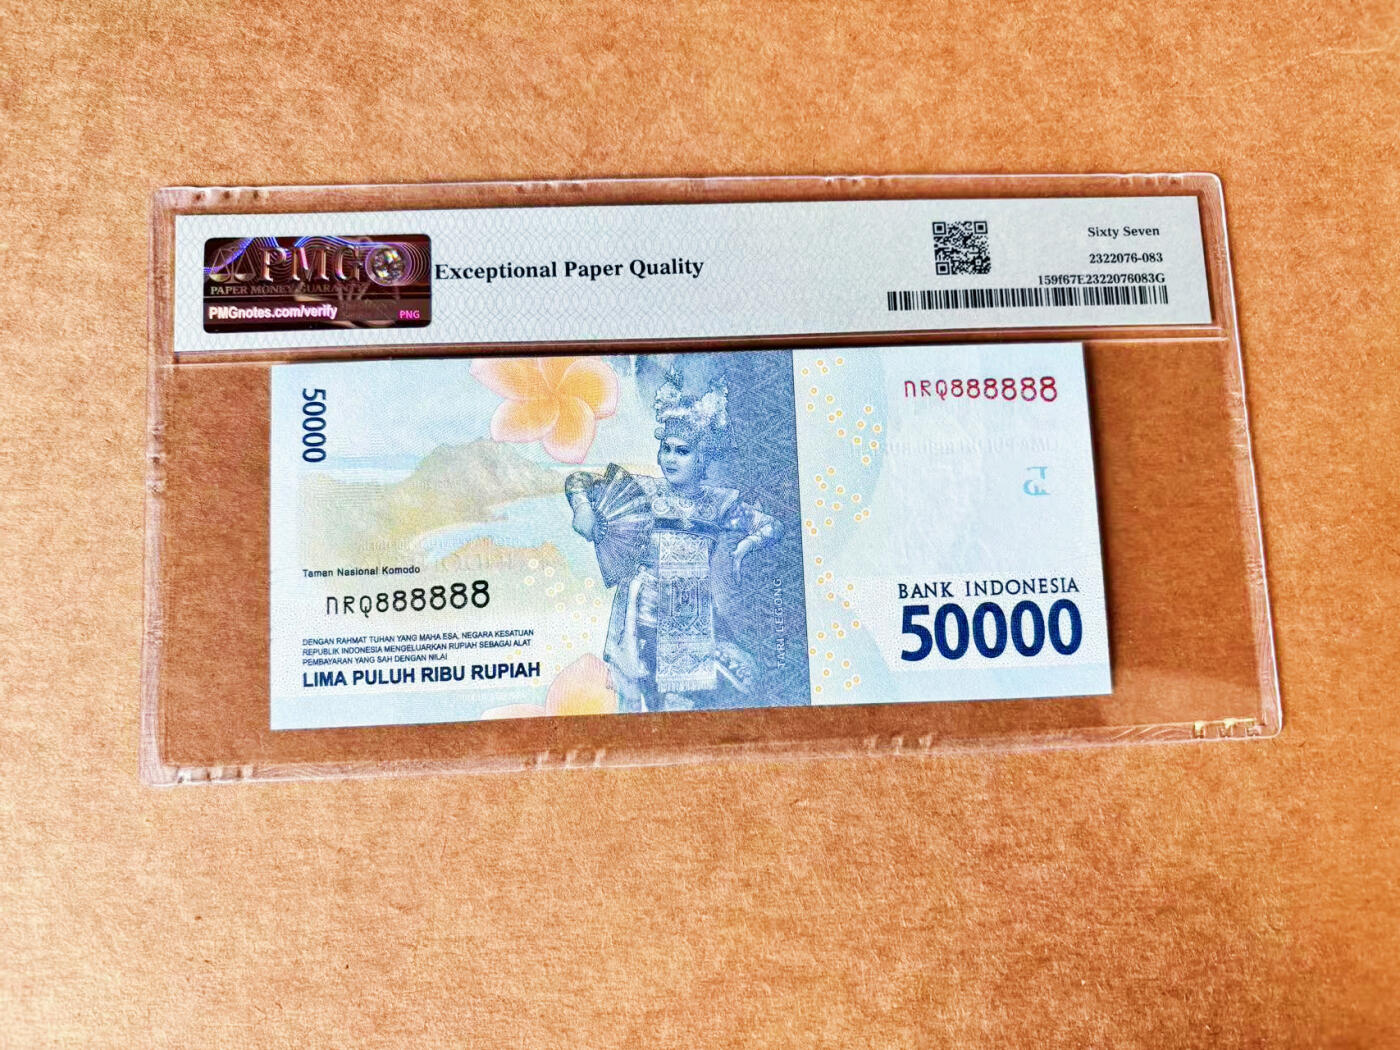 PMG
PAPER MONEY GUARANTY
PMGnotes.com/verify
PNG
Exceptional Paper Quality
Sixty Seven
2322076-083
159f67E2322076083G
50000
NRQ888888
Taman Nasional Komodo
NRQ888888
DENGAN RAHMAT TUHAN YANG MAHA ESA, NEGARA KESATUAN
REPUBLIK INDONESIA MENGELUARKAN RUPIAH SEBAGAI ALAT
PEMBAYARAN YANG SAH DENGAN NILAI
LIMA PULUH RIBU RUPIAH
TARI LEGONG
BANK INDONESIA
50000